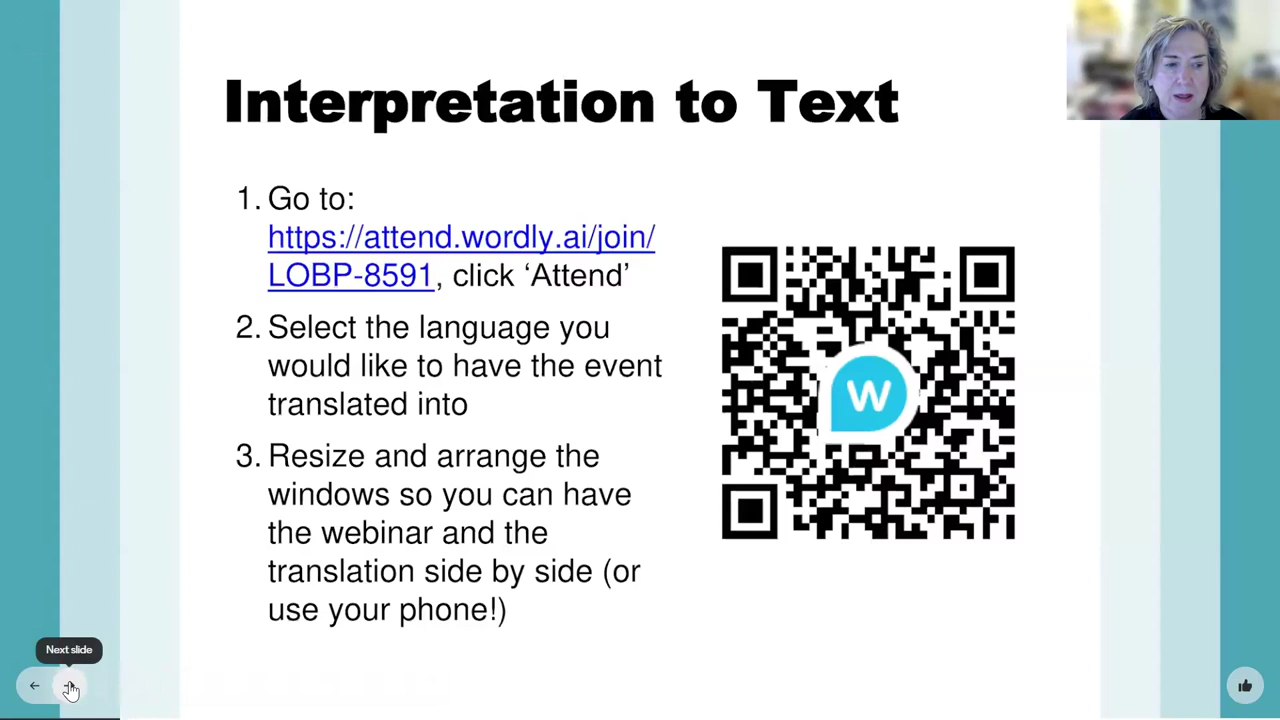 Interpretation to Text
1. Go to:
https://attend.wordly.ai/join/
LOBP-8591, click ‘Attend’
2. Select the language you
would like to have the event
translated into
3. Resize and arrange the
windows so you can have
the webinar and the
translation side by side (or
use your phone!)
W
Next slide